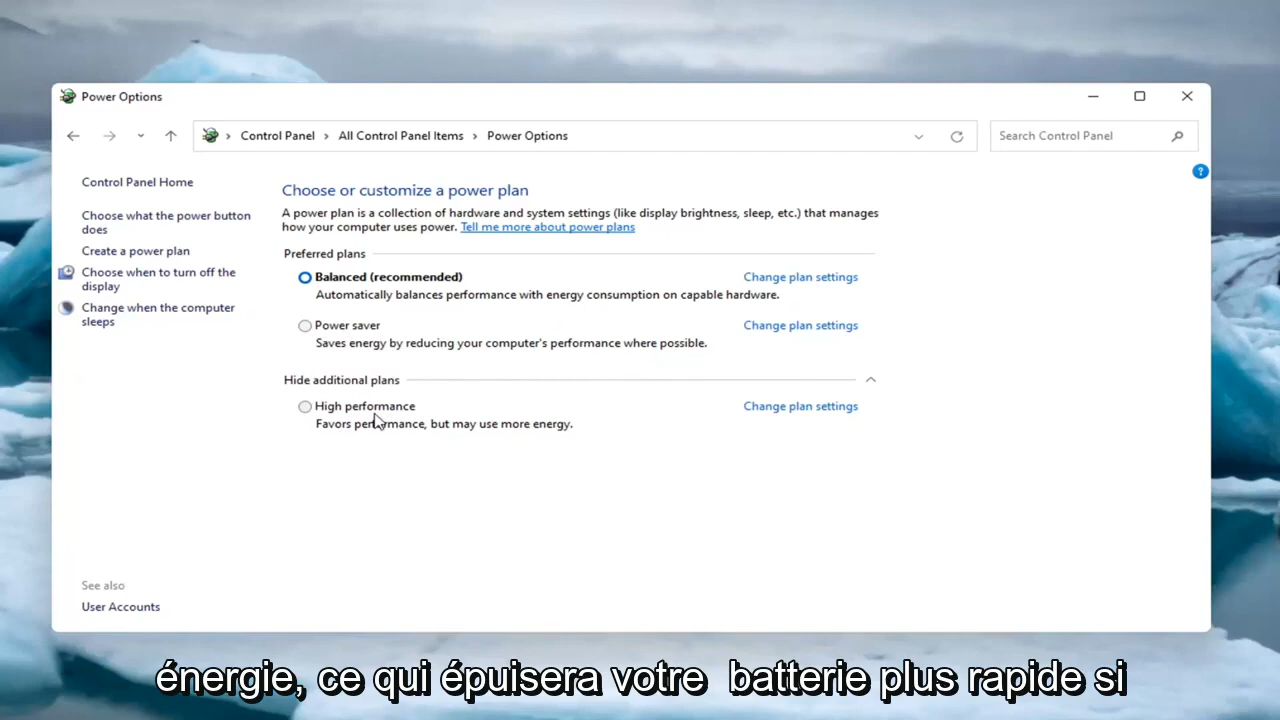 Power Options
Control Panel > All Control Panel Items > Power Options
Search Control Panel
?
Control Panel Home
Choose what the power button
does
Create a power plan
Choose when to turn off the
display
Change when the computer
sleeps
Choose or customize a power plan
A power plan is a collection of hardware and system settings (like display brightness, sleep, etc.) that manages
how your computer uses power. Tell me more about power plans
Preferred plans
Balanced (recommended) Change plan settings
Automatically balances performance with energy consumption on capable hardware.
Power saver Change plan settings
Saves energy by reducing your computer's performance where possible.
Hide additional plans
High performance Change plan settings
Favors performance, but may use more energy.
See also
User Accounts
énergie, ce qui épuisera votre batterie plus rapide si